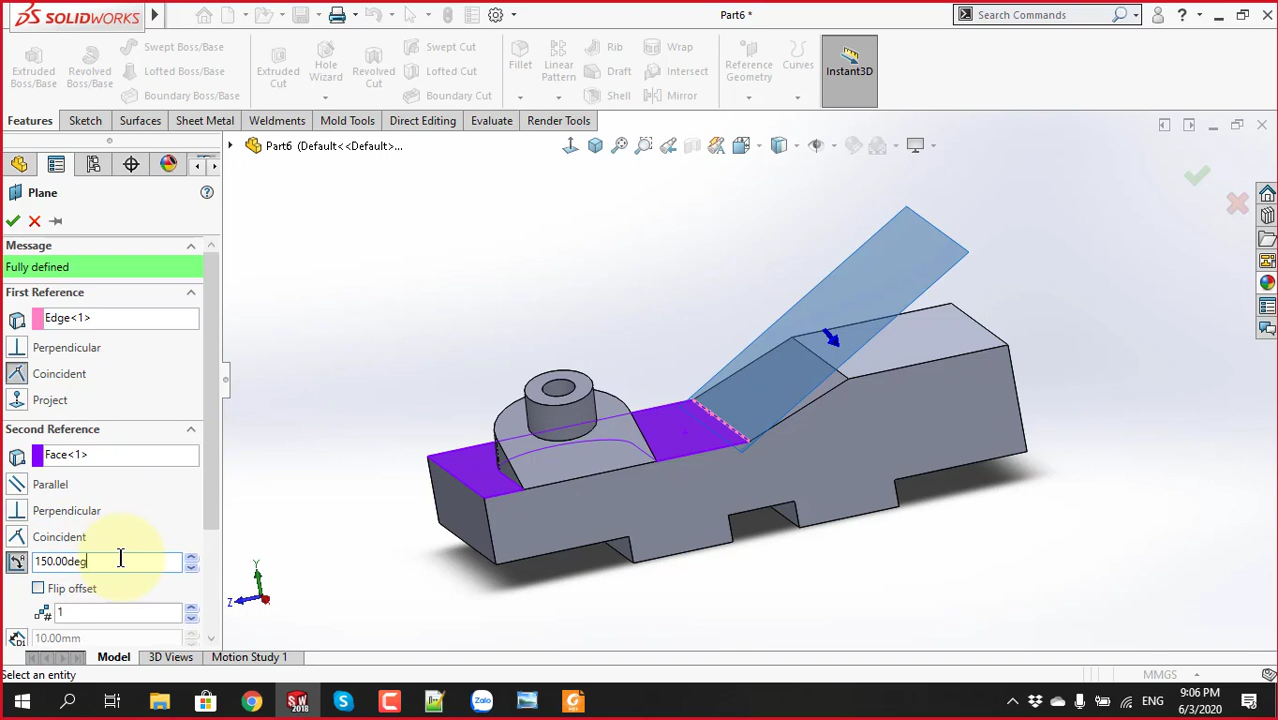 SOLIDWORKS
Part6 *
Search Commands
?
Extruded Boss/Base
Revolved Boss/Base
Swept Boss/Base
Lofted Boss/Base
Boundary Boss/Base
Extruded Cut
Hole Wizard
Revolved Cut
Swept Cut
Lofted Cut
Boundary Cut
Fillet
Linear Pattern
Rib
Draft
Shell
Wrap
Intersect
Mirror
Reference Geometry
Curves
Instant3D
Features
Sketch
Surfaces
Sheet Metal
Weldments
Mold Tools
Direct Editing
Evaluate
Render Tools
Part6 (Default<<Default>...
Plane
?
Message
Fully defined
First Reference
Edge<1>
Perpendicular
Coincident
Project
Second Reference
Face<1>
Parallel
Perpendicular
Coincident
150.00deg
Flip offset
# 1
D1 10.00mm
Y
Z
Model
3D Views
Motion Study 1
Select an entity
MMGS
SW 2018
Zalo
ENG
9:06 PM
6/3/2020